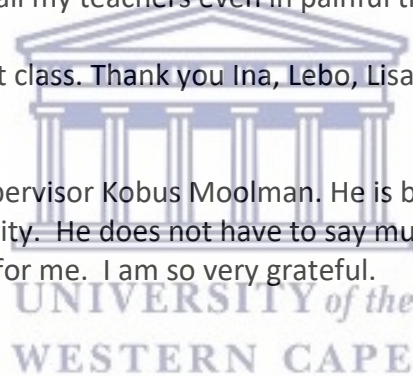 all my teachers even in painful t
t class. Thank you Ina, Lebo, Lisa
pervisor Kobus Moolman. He is b
ity. He does not have to say mu
for me. I am so very grateful.
UNIVERSITY of the
WESTERN CAPE